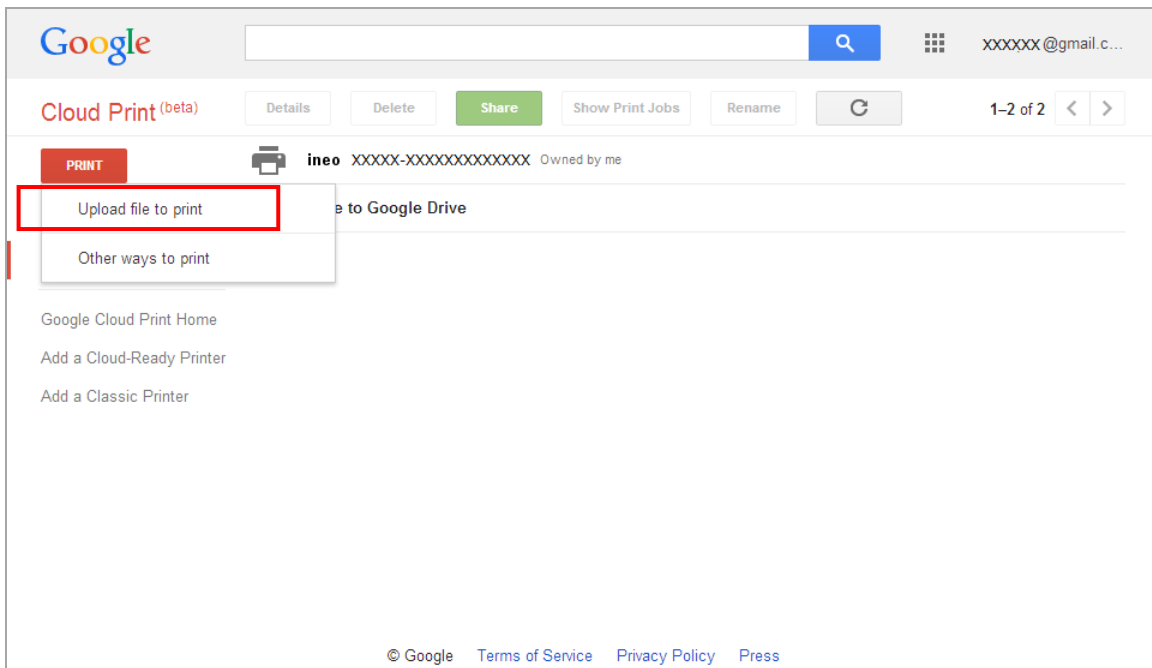 Google xxxxxx @gmail.c...
Cloud Print (beta) Details Delete Share Show Print Jobs Rename 1–2 of 2
PRINT ineo XXXXX-XXXXXXXXXXXXX Owned by me
Upload file to print e to Google Drive
Other ways to print
Google Cloud Print Home
Add a Cloud-Ready Printer
Add a Classic Printer
© Google Terms of Service Privacy Policy Press